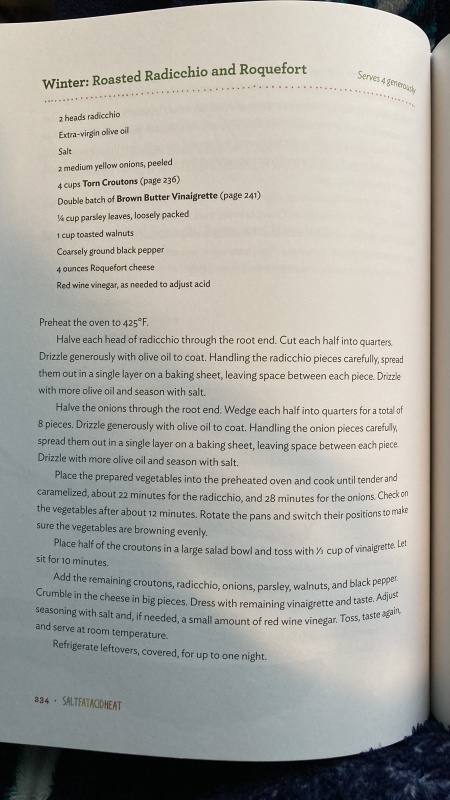 Winter: Roasted Radicchio and Roquefort
Serves 4 generously
2 heads radicchio
Extra-virgin olive oil
Salt
2 medium yellow onions, peeled
4 cups Torn Croutons (page 236)
Double batch of Brown Butter Vinaigrette (page 241)
¼ cup parsley leaves, loosely packed
1 cup toasted walnuts
Coarsely ground black pepper
4 ounces Roquefort cheese
Red wine vinegar, as needed to adjust acid
Preheat the oven to 425°F.
Halve each head of radicchio through the root end. Cut each half into quarters.
Drizzle generously with olive oil to coat. Handling the radicchio pieces carefully, spread
them out in a single layer on a baking sheet, leaving space between each piece. Drizzle
with more olive oil and season with salt.
Halve the onions through the root end. Wedge each half into quarters for a total of
8 pieces. Drizzle generously with olive oil to coat. Handling the onion pieces carefully,
spread them out in a single layer on a baking sheet, leaving space between each piece.
Drizzle with more olive oil and season with salt.
Place the prepared vegetables into the preheated oven and cook until tender and
caramelized, about 22 minutes for the radicchio, and 28 minutes for the onions. Check on
the vegetables after about 12 minutes. Rotate the pans and switch their positions to make
sure the vegetables are browning evenly.
Place half of the croutons in a large salad bowl and toss with ⅓ cup of vinaigrette. Let
sit for 10 minutes.
Add the remaining croutons, radicchio, onions, parsley, walnuts, and black pepper.
Crumble in the cheese in big pieces. Dress with remaining vinaigrette and taste. Adjust
seasoning with salt and, if needed, a small amount of red wine vinegar. Toss, taste again,
and serve at room temperature.
Refrigerate leftovers, covered, for up to one night.
234 · SALTFATACIDHEAT